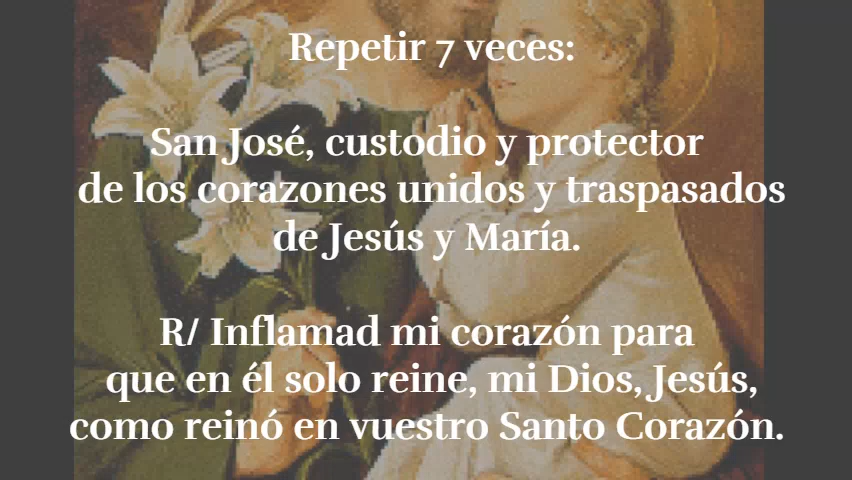 Repetir 7 veces:
San José, custodio y protector
de los corazones unidos y traspasados
de Jesús y María.
R/ Inflamad mi corazón para
que en él solo reine, mi Dios, Jesús,
como reinó en vuestro Santo Corazón.